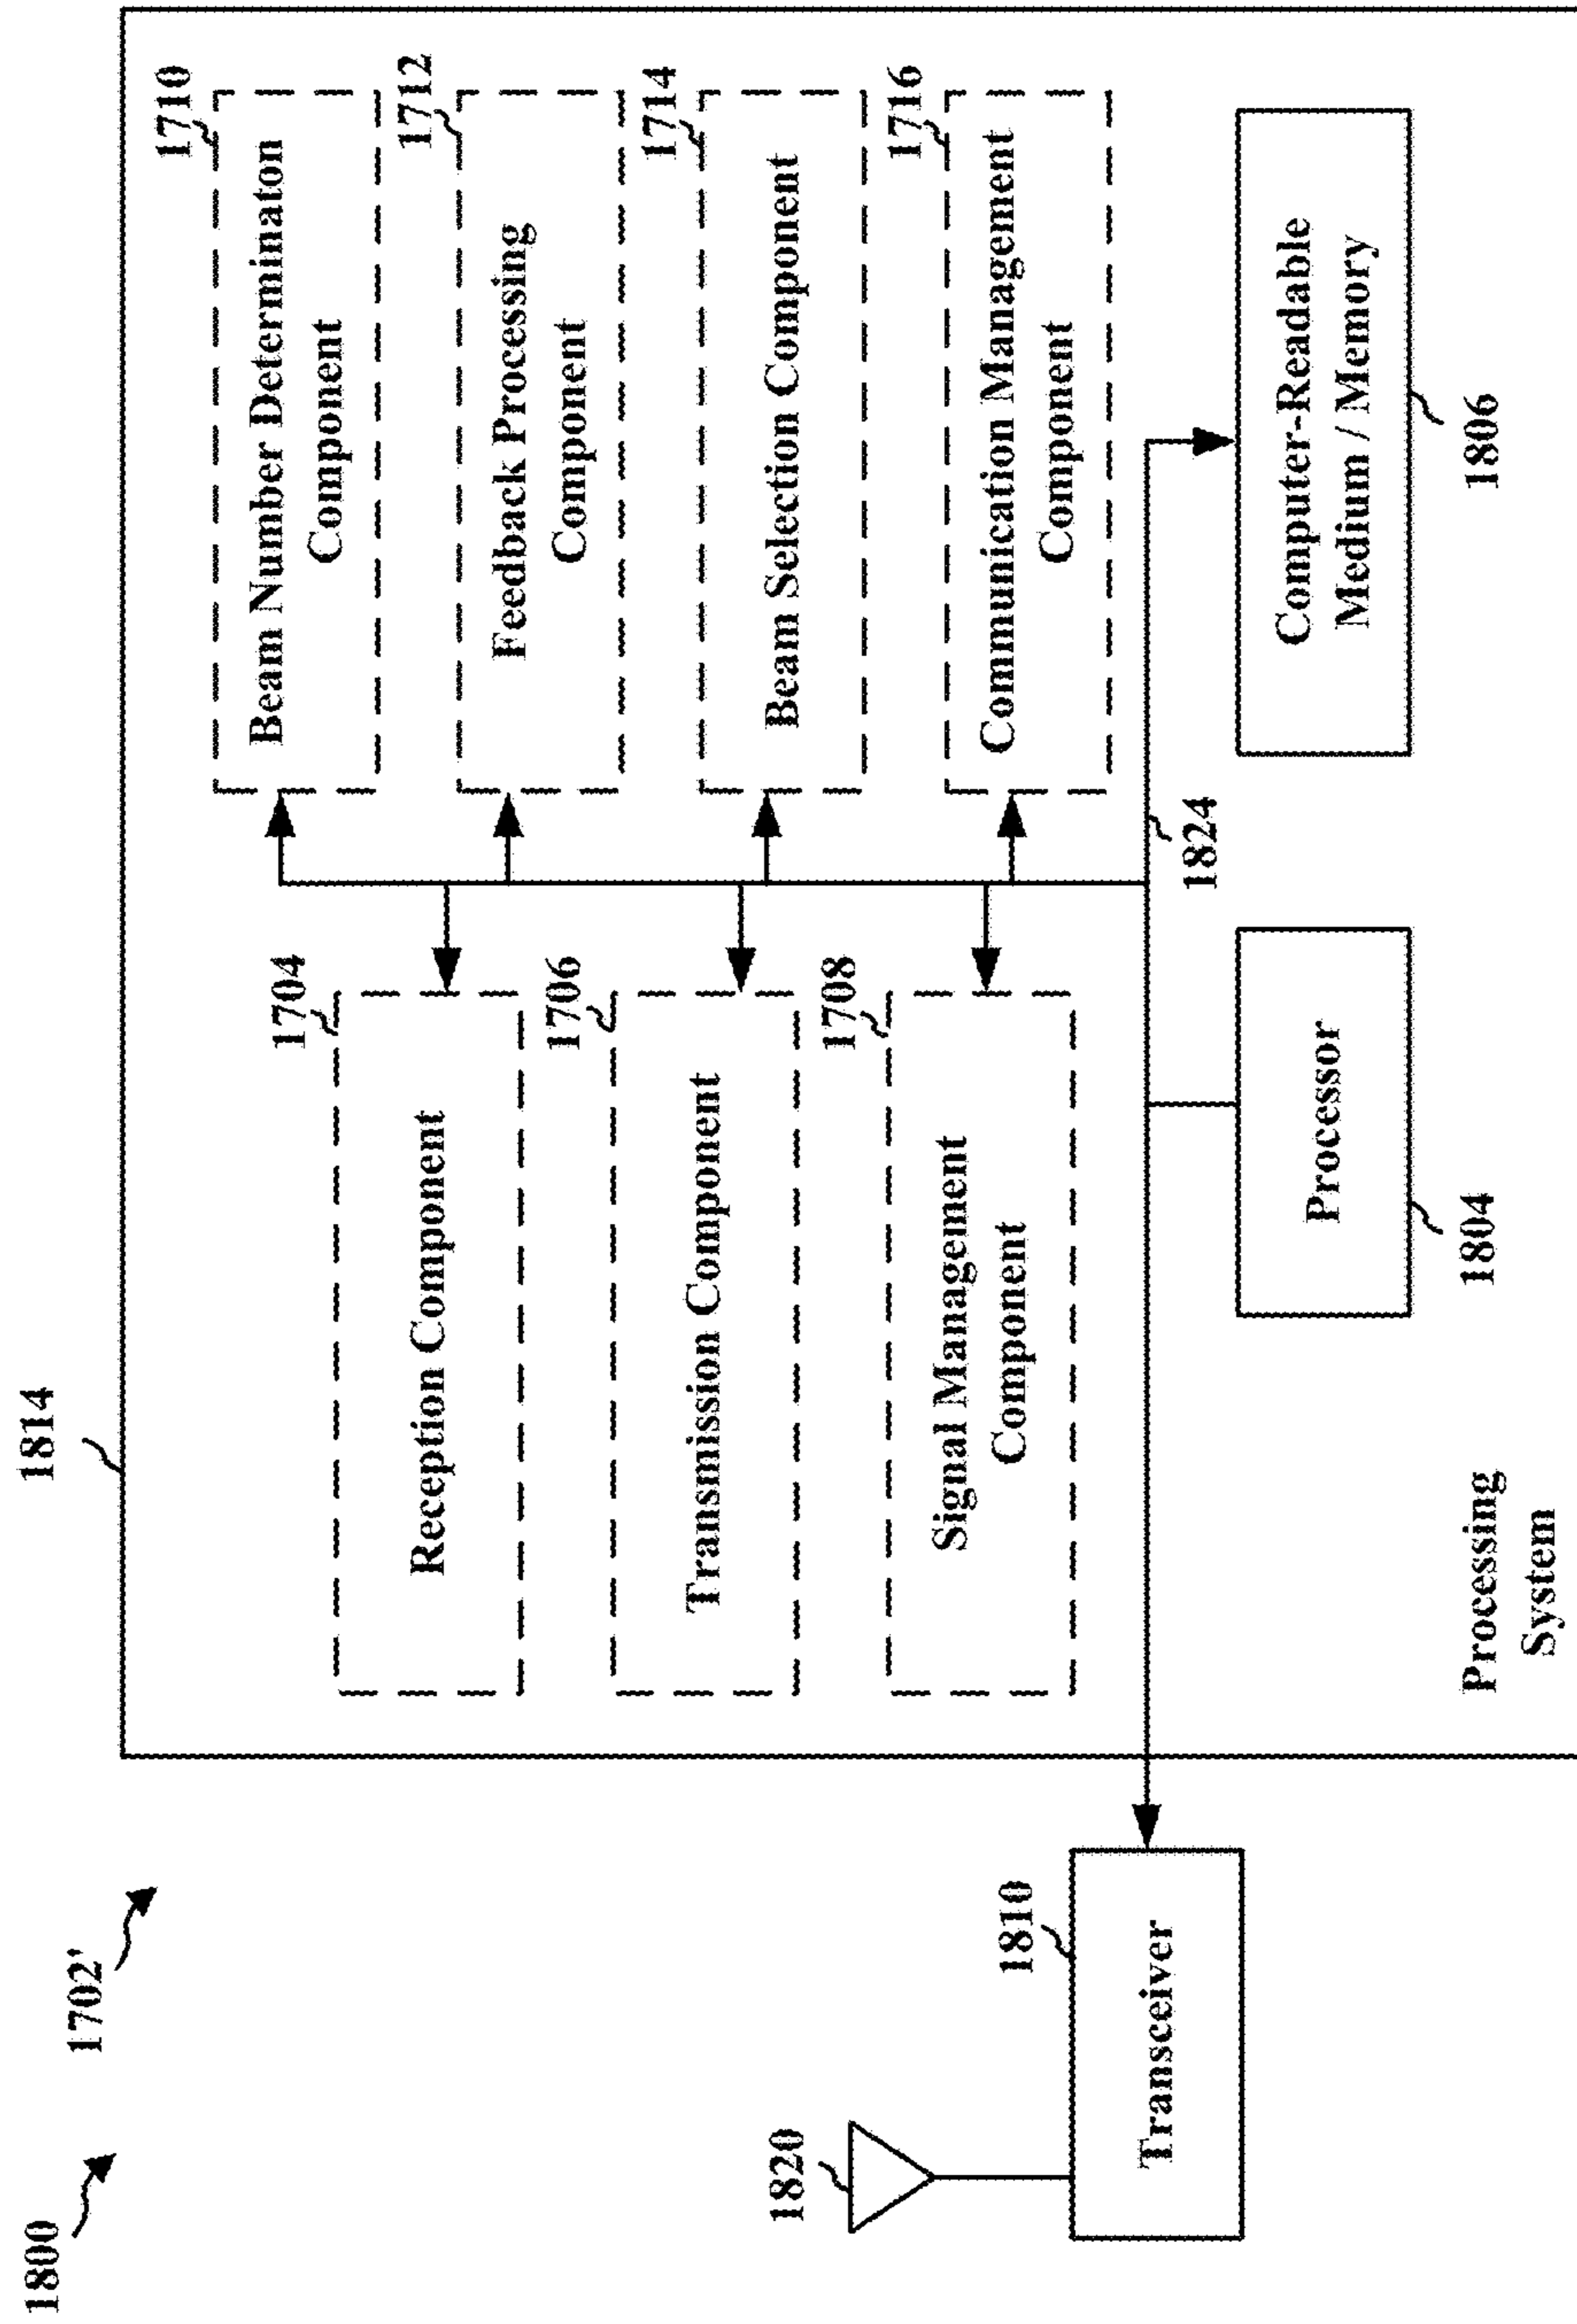 1800
1702'
1814
1704
Reception Component
1706
Transmission Component
1708
Signal Management
Component
1710
Beam Number Determinaton
Component
1712
Feedback Processing
Component
1714
Beam Selection Component
1716
Communication Management
Component
1820
1810
Transceiver
1824
Processor
1804
Computer-Readable
Medium / Memory
1806
Processing
System